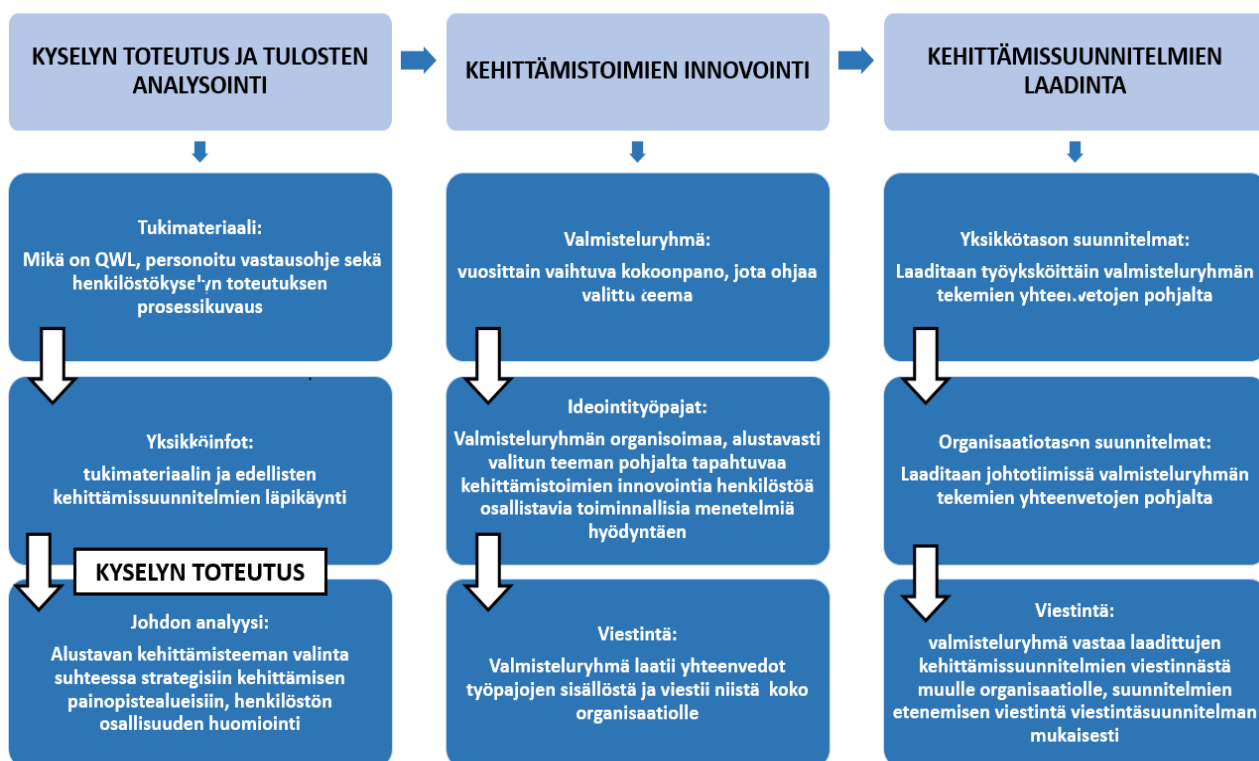 KYSELYN TOTEUTUS JA TULOSTEN
ANALYSOINTI
Tukimateriaali:
Mikä on QWL, personoitu vastausohje sekä
henkilöstökyselyn toteutuksen
prosessikuvaus
Yksikköinfot:
tukimateriaalin ja edellisten
kehittämissuunnitelmien läpikäynti
KYSELYN TOTEUTUS
Johdon analyysi:
Alustavan kehittämisteeman valinta
suhteessa strategisiin kehittämisen
painopistealueisiin, henkilöstön
osallisuuden huomiointi
KEHITTÄMISTOIMIEN INNOVOINTI
Valmisteluryhmä:
vuosittain vaihtuva kokoonpano, jota ohjaa
valittu teema
Ideointityöpajat:
Valmisteluryhmän organisoimaa, alustavasti
valitun teeman pohjalta tapahtuvaa
kehittämistoimien innovointia henkilöstöä
osallistavia toiminnallisia menetelmiä
hyödyntäen
Viestintä:
Valmisteluryhmä laatii yhteenvedot
työpajojen sisällöstä ja viestii niistä koko
organisaatiolle
KEHITTÄMISSUUNNITELMIEN
LAADINTA
Yksikkötason suunnitelmat:
Laaditaan työyksköittäin valmisteluryhmän
tekemien yhteenvetojen pohjalta
Organisaatiotason suunnitelmat:
Laaditaan johtotiimissä valmisteluryhmän
tekemien yhteenvetojen pohjalta
Viestintä:
valmisteluryhmä vastaa laadittujen
kehittämissuunnitelmien viestinnästä
muulle organisaatiolle, suunnitelmien
etenemisen viestintä viestintäsuunnitelman
mukaisesti